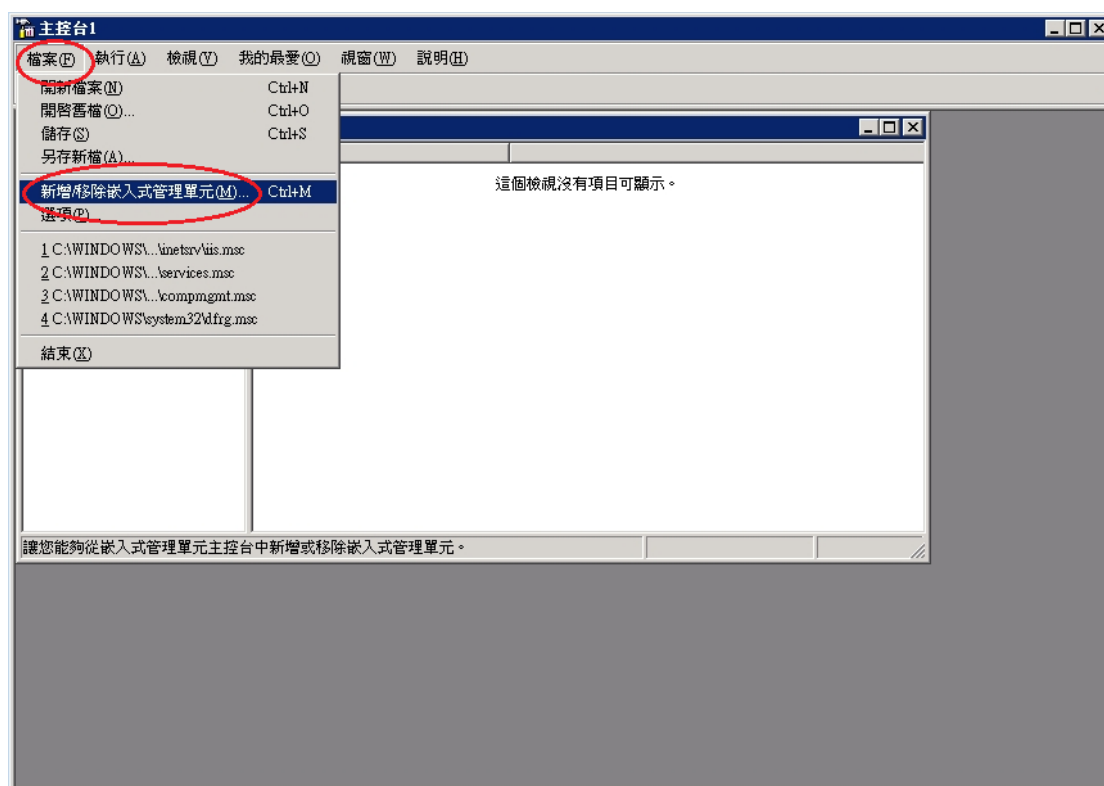 主控台1
檔案(F) 執行(A) 檢視(V) 我的最愛(O) 視窗(W) 說明(H)
開新檔案(N) Ctrl+N
開啟舊檔(O)... Ctrl+O
儲存(S) Ctrl+S
另存新檔(A)...
新增/移除嵌入式管理單元(M)... Ctrl+M
選項(P)...
1 C:\WINDOWS\...\inetsrv\iis.msc
2 C:\WINDOWS\...\services.msc
3 C:\WINDOWS\...\compmgmt.msc
4 C:\WINDOWS\system32\dfrg.msc
結束(X)
這個檢視沒有項目可顯示。
讓您能夠從嵌入式管理單元主控台中新增或移除嵌入式管理單元。